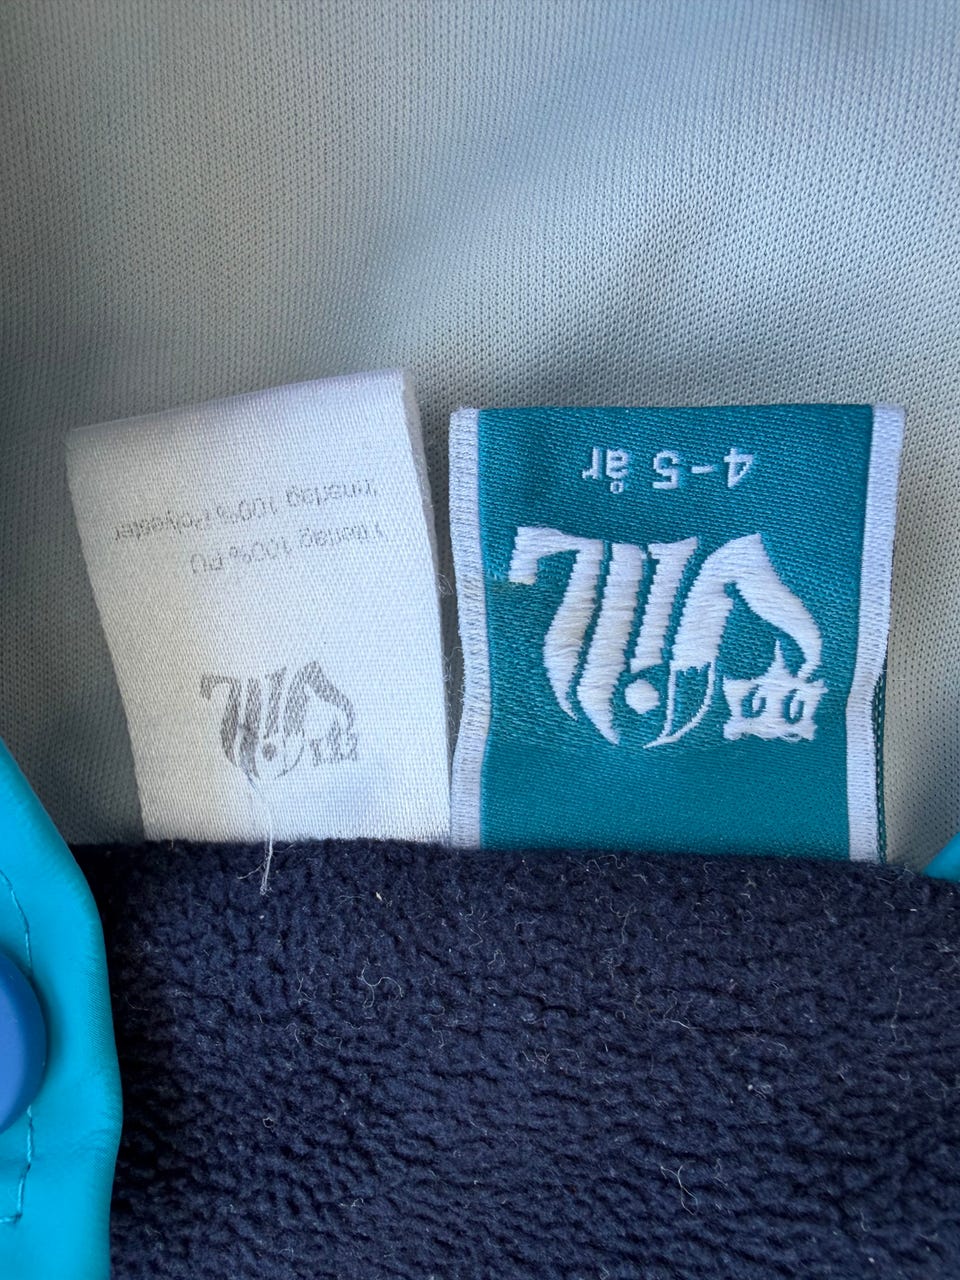 4-5 år
Ytterlag 100% PU
Innerlag 100% Polyester